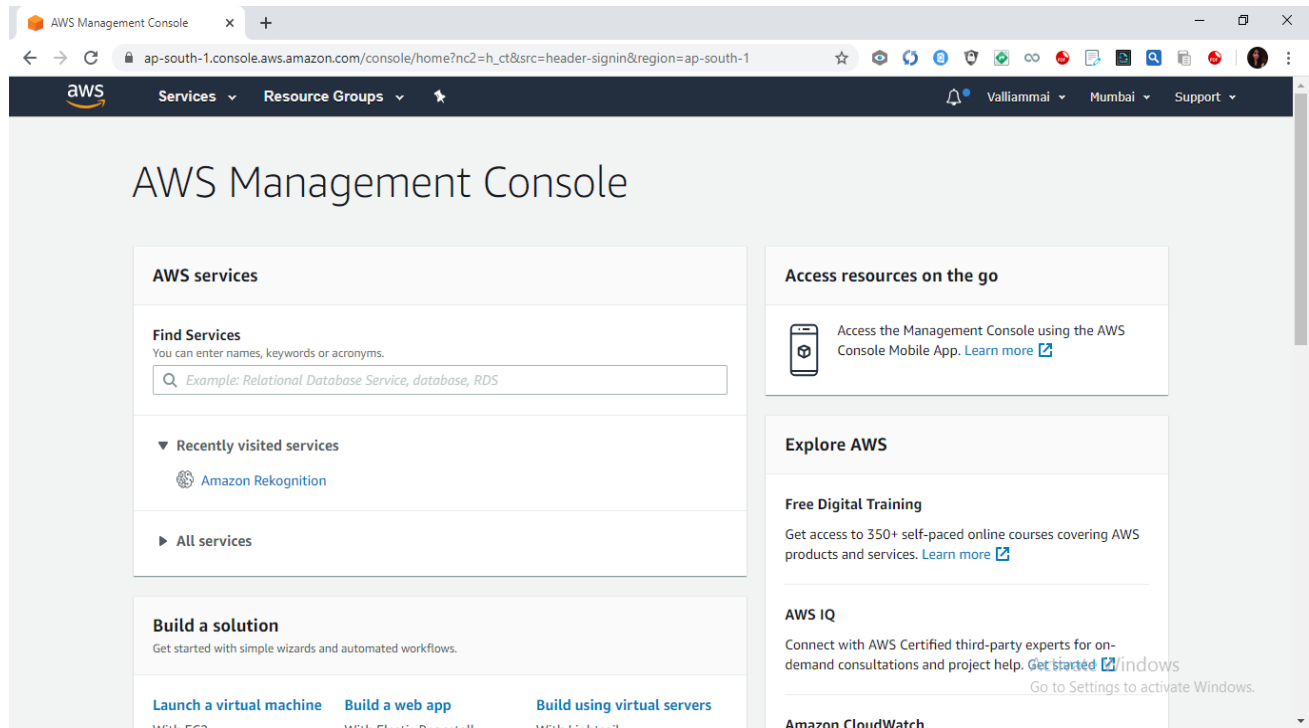 AWS Management Console
ap-south-1.console.aws.amazon.com/console/home?nc2=h_ct&src=header-signin&region=ap-south-1
aws Services Resource Groups Valliammai Mumbai Support
AWS Management Console
AWS services
Find Services
You can enter names, keywords or acronyms.
Example: Relational Database Service, database, RDS
Recently visited services
Amazon Rekognition
All services
Build a solution
Get started with simple wizards and automated workflows.
Launch a virtual machine Build a web app Build using virtual servers
With EC2
Access resources on the go
Access the Management Console using the AWS
Console Mobile App. Learn more
Explore AWS
Free Digital Training
Get access to 350+ self-paced online courses covering AWS
products and services. Learn more
AWS IQ
Connect with AWS Certified third-party experts for on-
demand consultations and project help. Get started
Amazon CloudWatch
Activate Windows
Go to Settings to activate Windows.